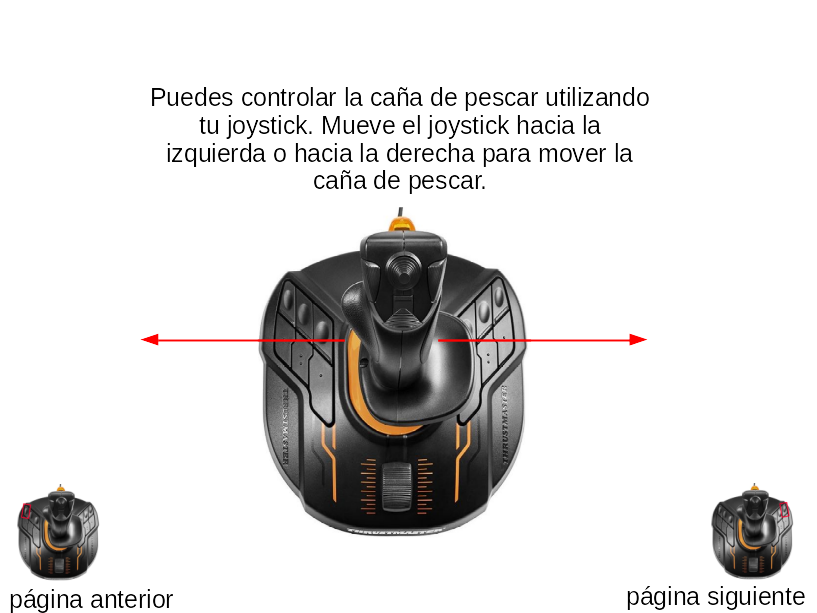 Puedes controlar la caña de pescar utilizando
tu joystick. Mueve el joystick hacia la
izquierda o hacia la derecha para mover la
caña de pescar.
THRUSTMASTER
THRUSTMASTER
THRUSTMASTER
página anterior
página siguiente